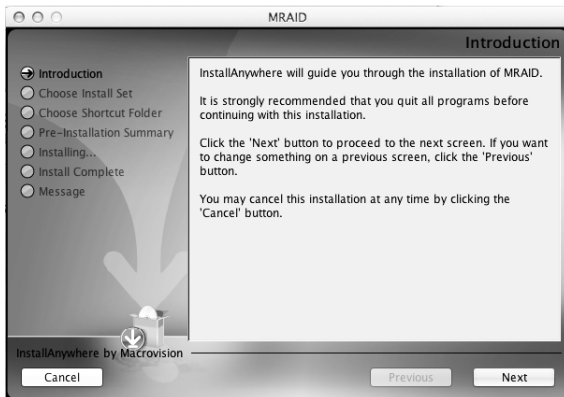 MRAID
Introduction
Introduction
Choose Install Set
Choose Shortcut Folder
Pre-Installation Summary
Installing...
Install Complete
Message
InstallAnywhere will guide you through the installation of MRAID.
It is strongly recommended that you quit all programs before
continuing with this installation.
Click the 'Next' button to proceed to the next screen. If you want
to change something on a previous screen, click the 'Previous'
button.
You may cancel this installation at any time by clicking the
'Cancel' button.
InstallAnywhere by Macrovision
Cancel
Previous
Next